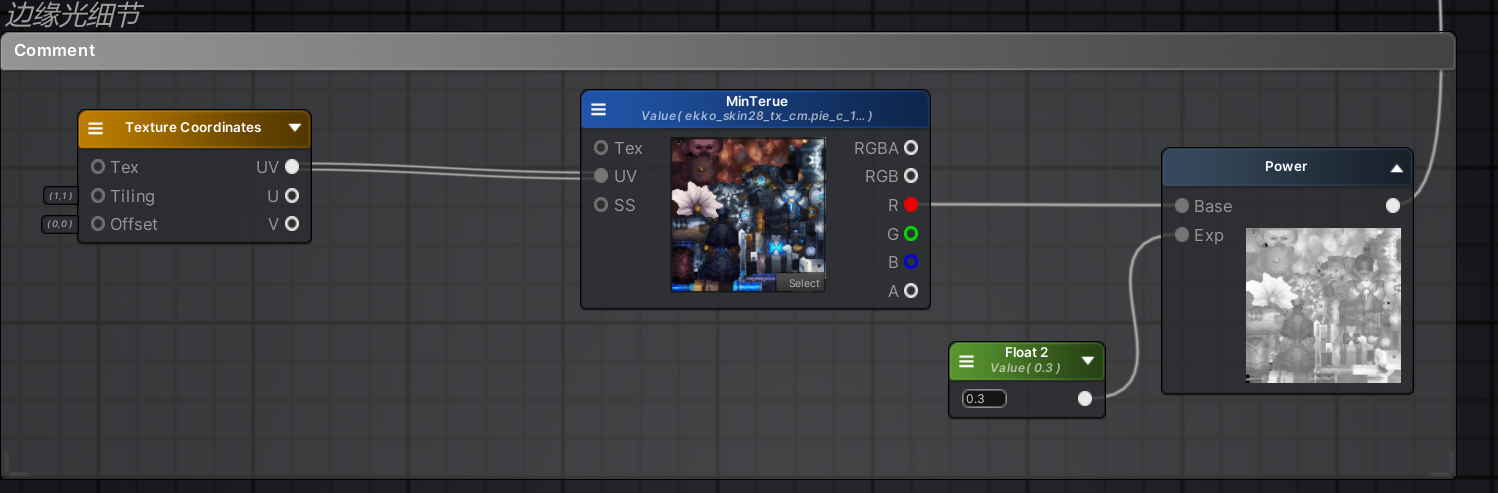 边缘光细节
Comment
Texture Coordinates
Tex
UV
(1,1)
Tiling
U
(0,0)
Offset
V
MinTerue
Value( ekko_skin28_tx_cm.pie_c_1... )
Tex
RGBA
UV
RGB
SS
R
G
B
A
Select
Float 2
Value( 0.3 )
0.3
Power
Base
Exp